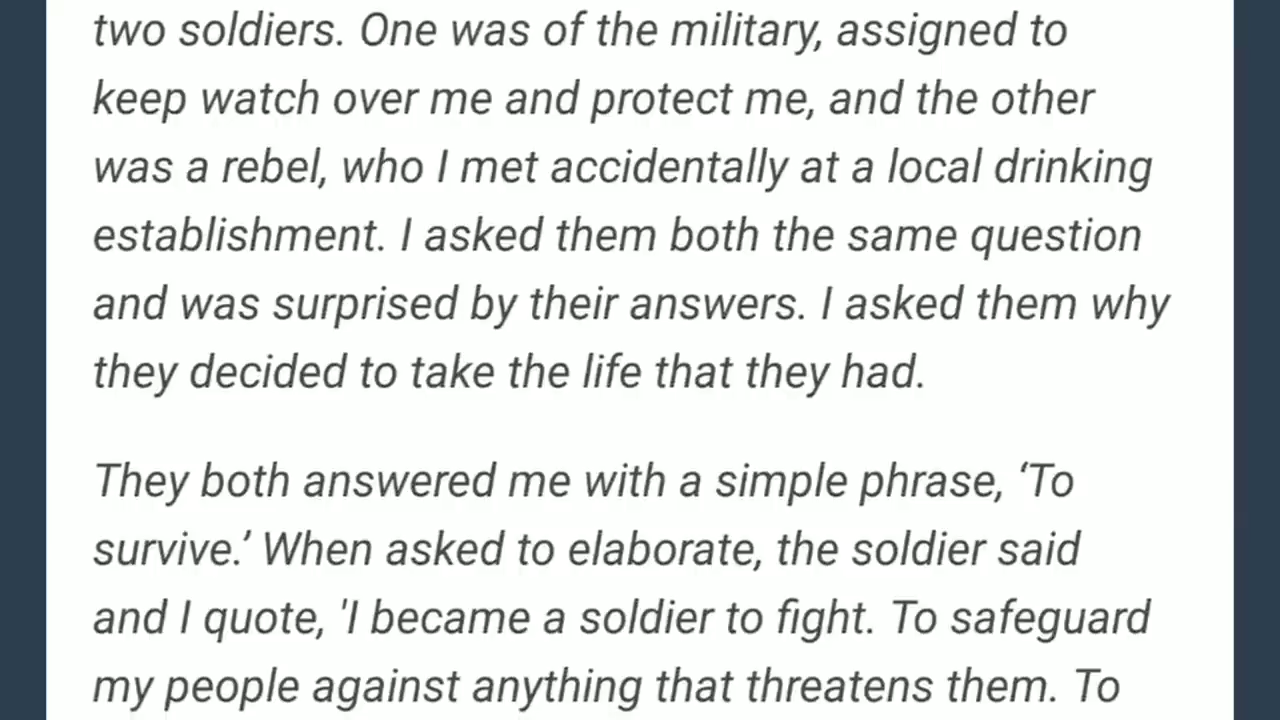 two soldiers. One was of the military, assigned to
keep watch over me and protect me, and the other
was a rebel, who I met accidentally at a local drinking
establishment. I asked them both the same question
and was surprised by their answers. I asked them why
they decided to take the life that they had.
They both answered me with a simple phrase, ‘To
survive.’ When asked to elaborate, the soldier said
and I quote, 'I became a soldier to fight. To safeguard
my people against anything that threatens them. To